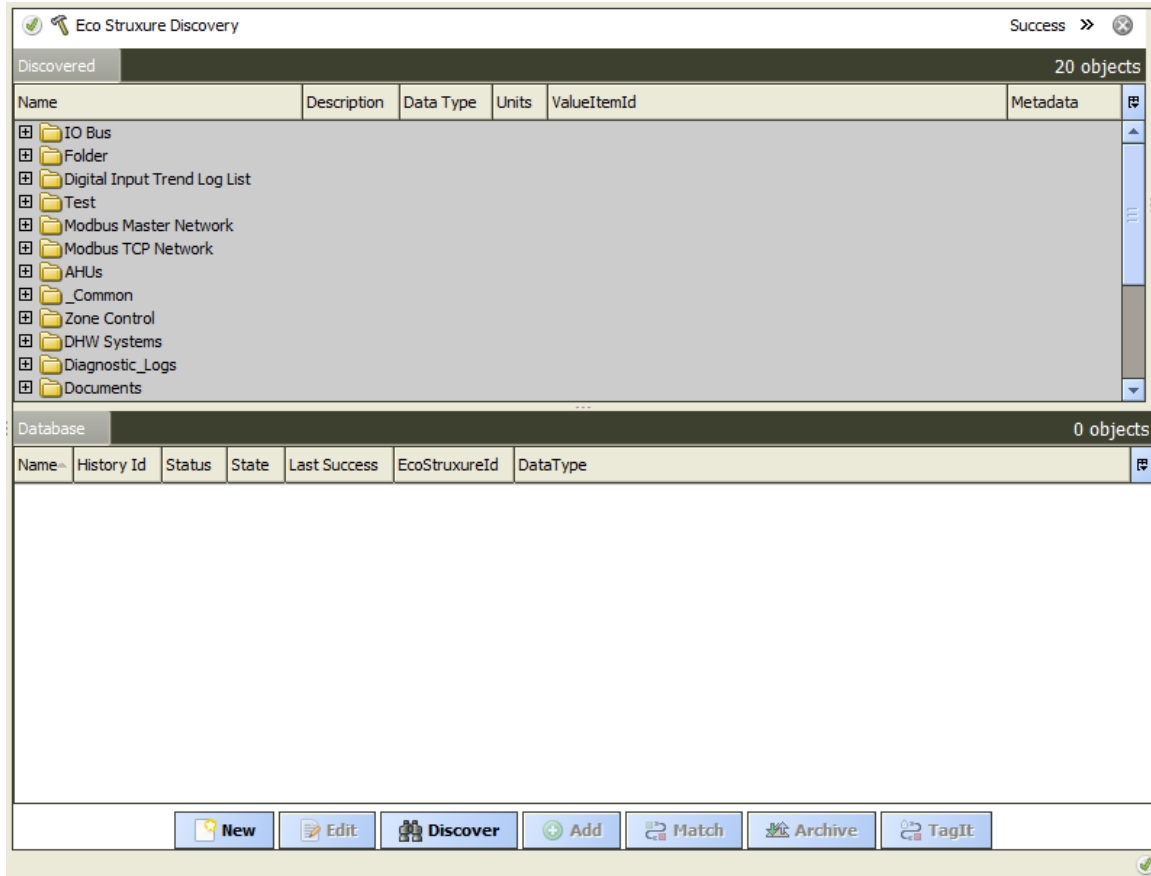 Eco Struxure Discovery Success »
Discovered 20 objects
Name Description Data Type Units ValueItemId Metadata
IO Bus
Folder
Digital Input Trend Log List
Test
Modbus Master Network
Modbus TCP Network
AHUs
_Common
Zone Control
DHW Systems
Diagnostic_Logs
Documents
Database 0 objects
Name History Id Status State Last Success EcoStruxureId DataType
New Edit Discover Add Match Archive TagIt